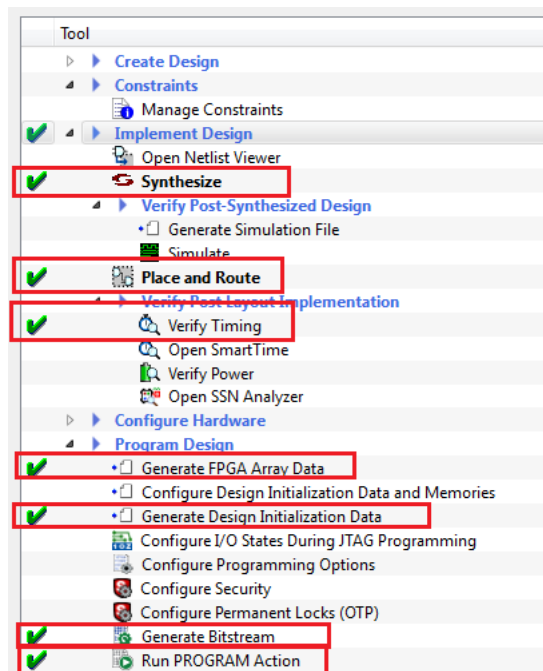 Tool
Create Design
Constraints
Manage Constraints
Implement Design
Open Netlist Viewer
Synthesize
Verify Post-Synthesized Design
Generate Simulation File
Simulate
Place and Route
Verify Post Layout Implementation
Verify Timing
Open SmartTime
Verify Power
Open SSN Analyzer
Configure Hardware
Program Design
Generate FPGA Array Data
Configure Design Initialization Data and Memories
Generate Design Initialization Data
Configure I/O States During JTAG Programming
Configure Programming Options
Configure Security
Configure Permanent Locks (OTP)
Generate Bitstream
Run PROGRAM Action